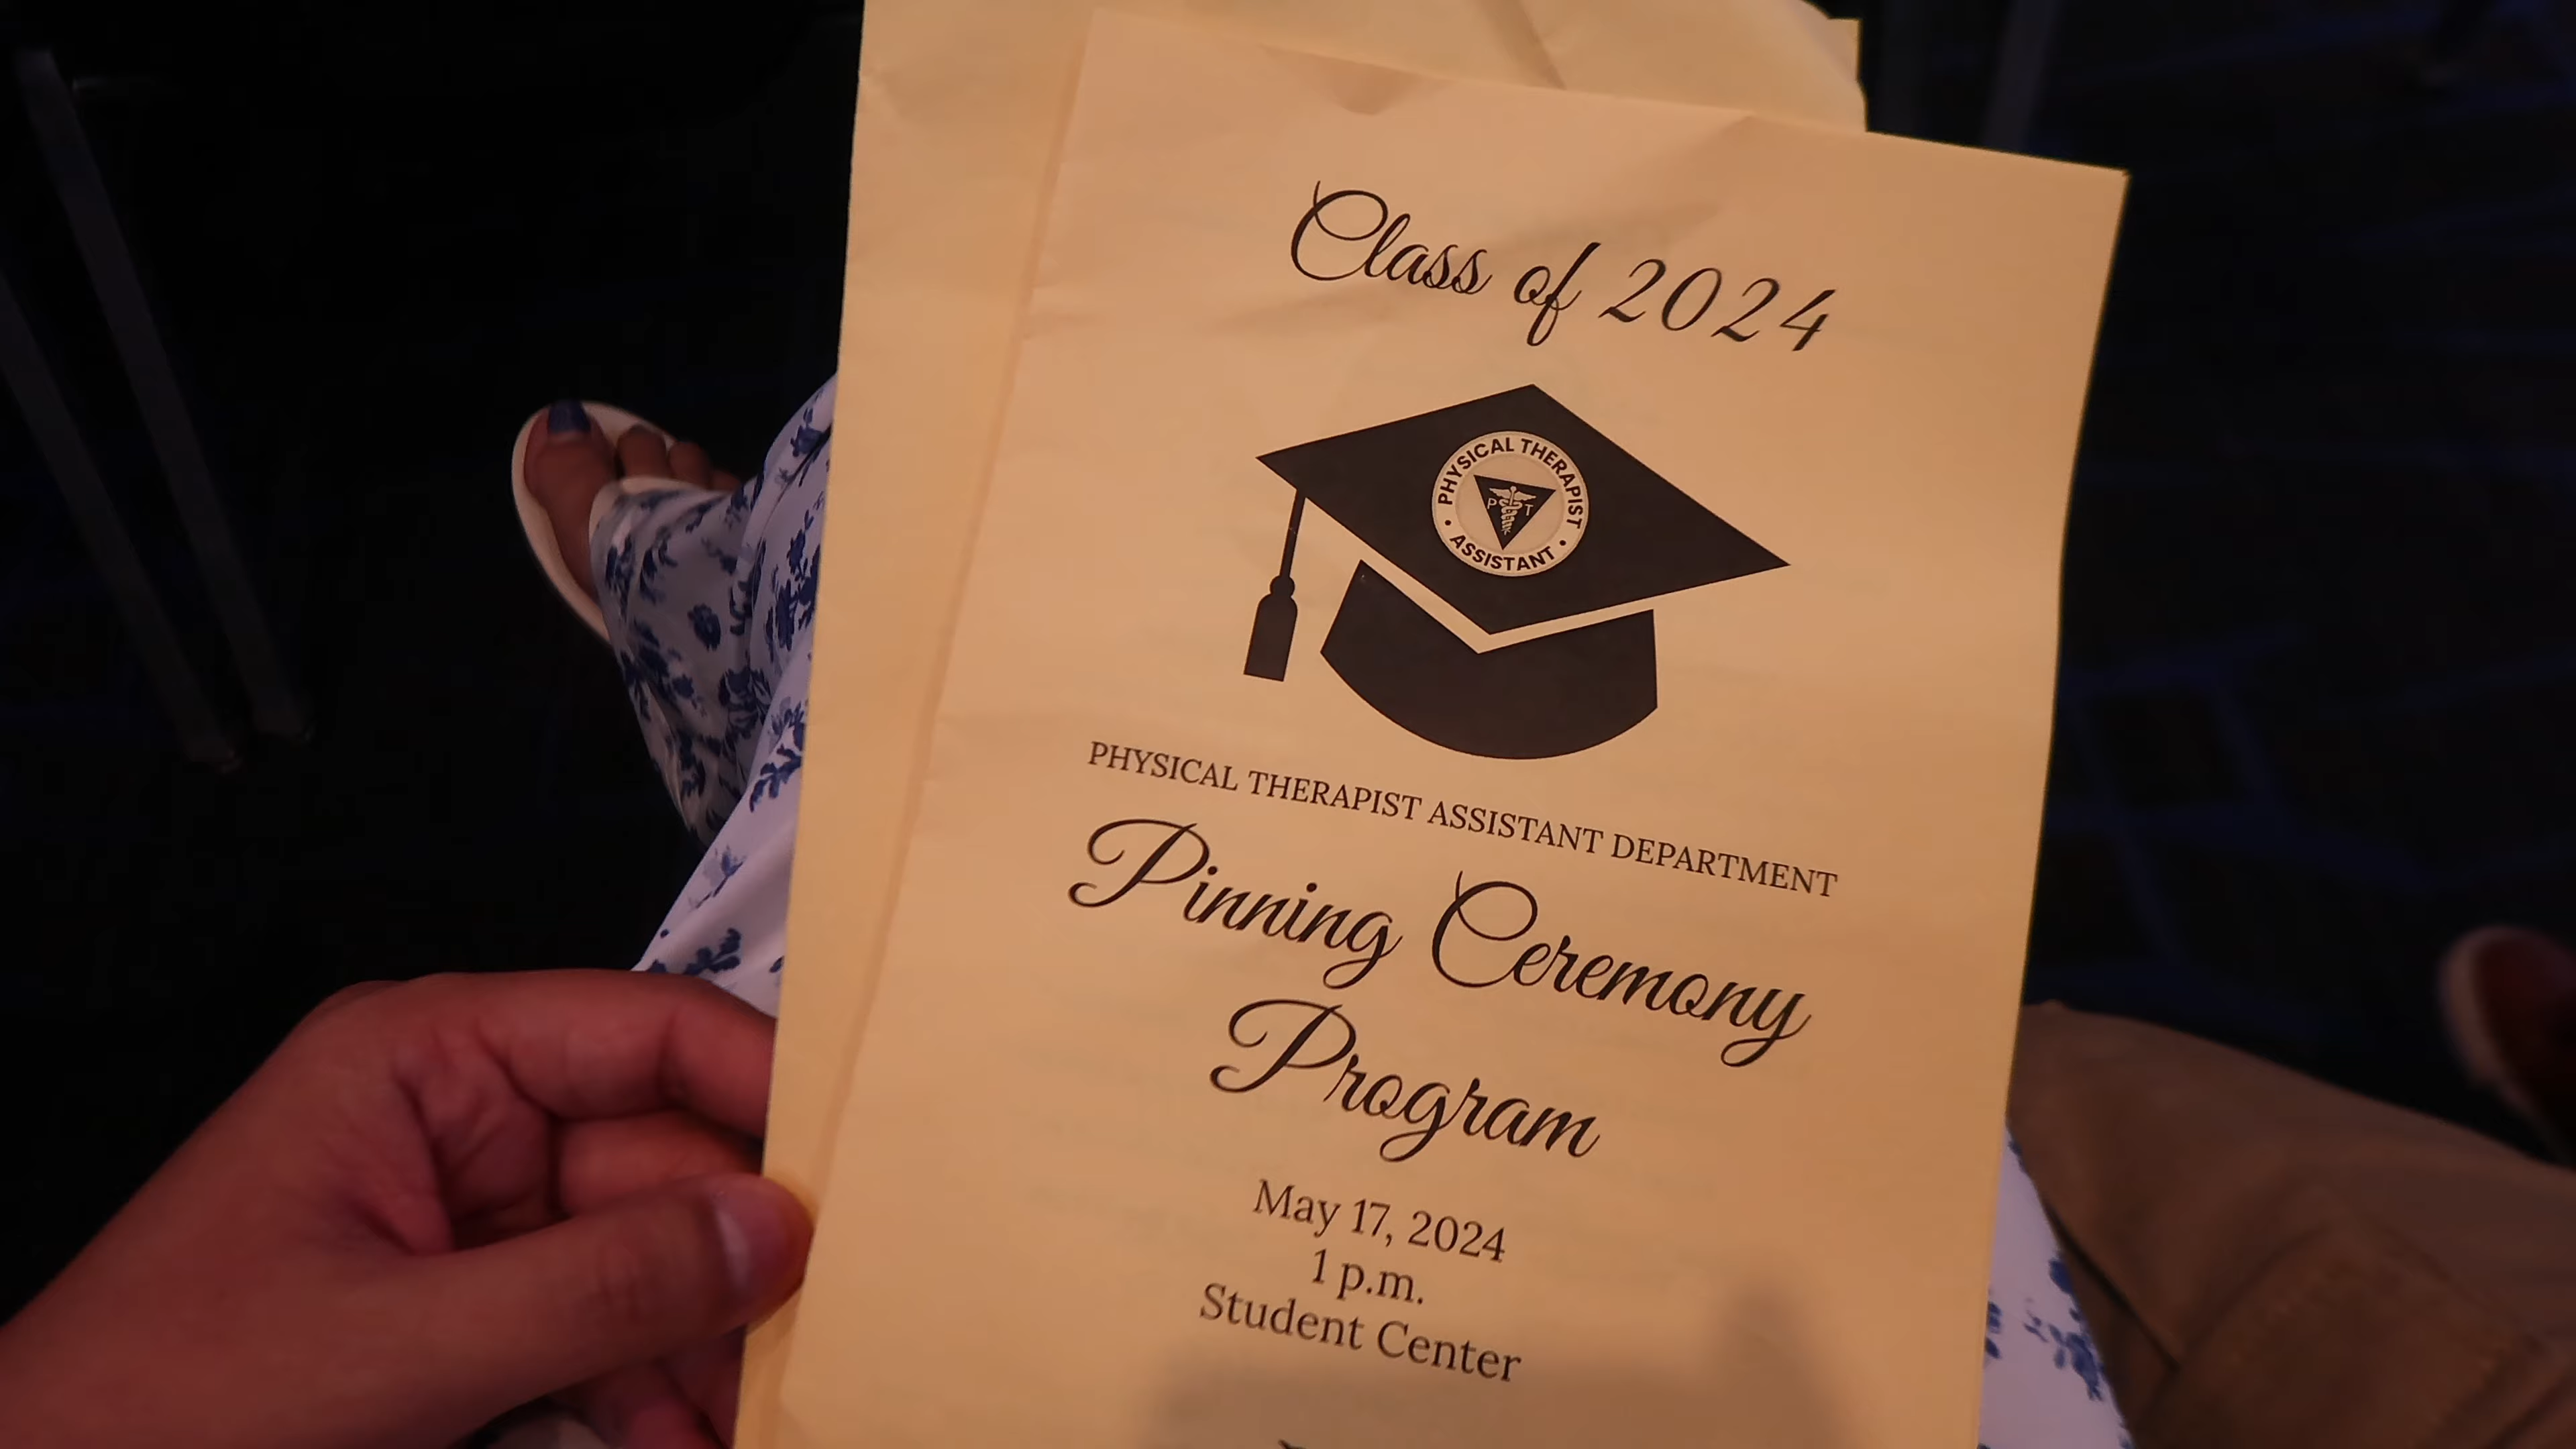 Class of 2024
PHYSICAL THERAPIST
P T
ASSISTANT
PHYSICAL THERAPIST ASSISTANT DEPARTMENT
Pinning Ceremony
Program
May 17, 2024
1 p.m.
Student Center